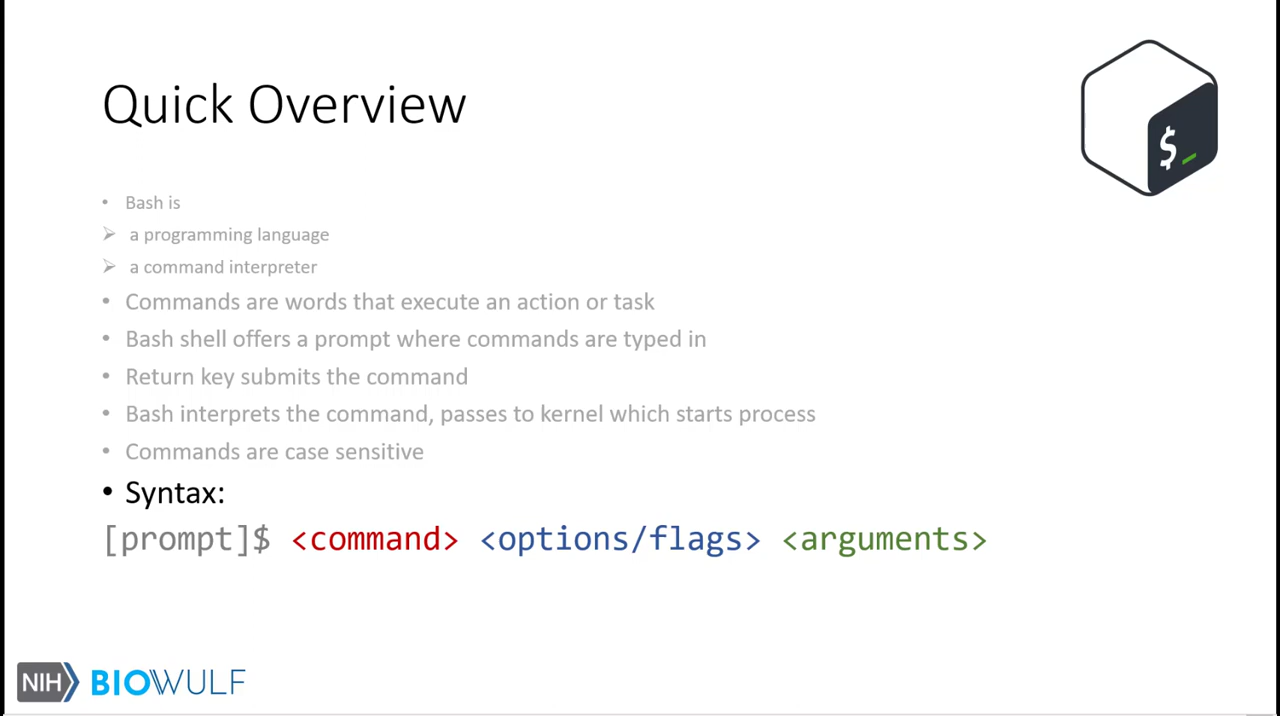 Quick Overview
$_
• Bash is
➢ a programming language
➢ a command interpreter
• Commands are words that execute an action or task
• Bash shell offers a prompt where commands are typed in
• Return key submits the command
• Bash interprets the command, passes to kernel which starts process
• Commands are case sensitive
• Syntax:
[prompt]$ <command> <options/flags> <arguments>
NIH BIOWULF